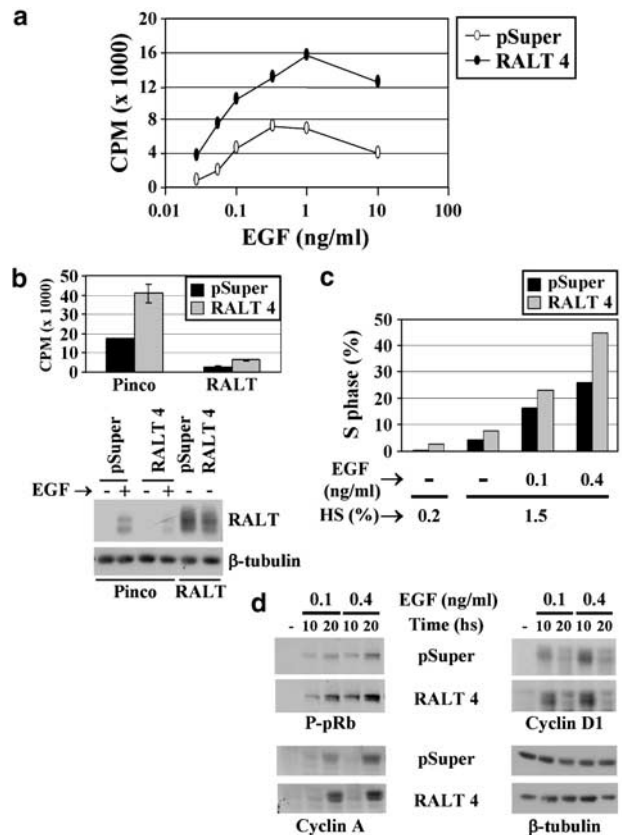 a
20
16
12
8
4
0
CPM (x 1000)
0.01 0.1 1 10 100
EGF (ng/ml)
pSuper
RALT 4
b
50
40
30
20
10
0
CPM (x 1000)
pSuper
RALT 4
Pinco RALT
pSuper RALT 4 pSuper RALT 4
EGF → - + - + - -
RALT
β-tubulin
Pinco RALT
c
pSuper
RALT 4
50
40
30
20
10
0
S phase (%)
EGF (ng/ml) → - - 0.1 0.4
HS (%) → 0.2 1.5
d
0.1 0.4 EGF (ng/ml) 0.1 0.4
- 10 20 10 20 Time (hs) - 10 20 10 20
pSuper
RALT 4
P-pRb Cyclin D1
pSuper
RALT 4
Cyclin A β-tubulin